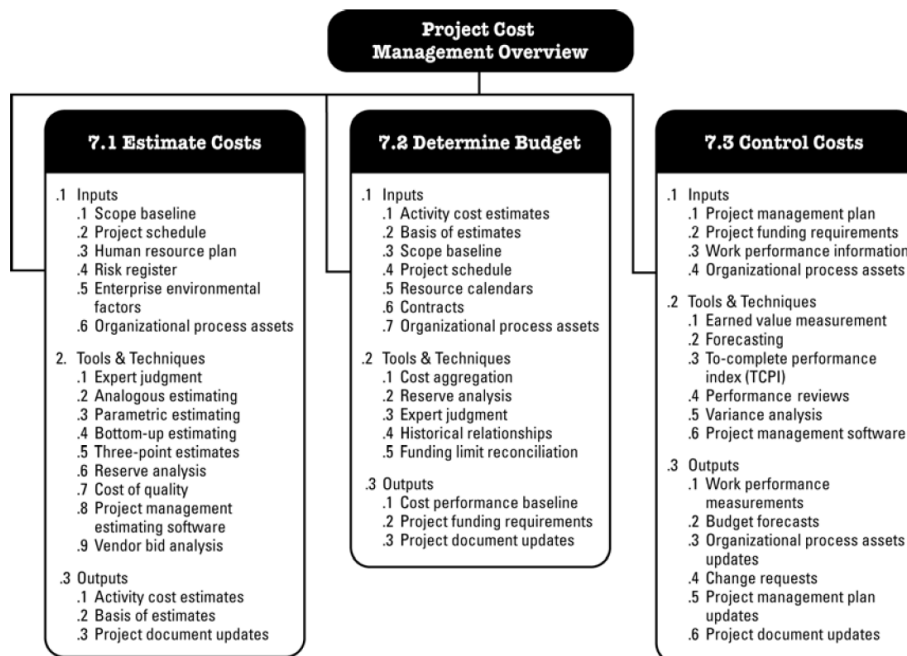 Project Cost
Management Overview
7.1 Estimate Costs
.1 Inputs
.1 Scope baseline
.2 Project schedule
.3 Human resource plan
.4 Risk register
.5 Enterprise environmental
factors
.6 Organizational process assets
2. Tools & Techniques
.1 Expert judgment
.2 Analogous estimating
.3 Parametric estimating
.4 Bottom-up estimating
.5 Three-point estimates
.6 Reserve analysis
.7 Cost of quality
.8 Project management
estimating software
.9 Vendor bid analysis
.3 Outputs
.1 Activity cost estimates
.2 Basis of estimates
.3 Project document updates
7.2 Determine Budget
.1 Inputs
.1 Activity cost estimates
.2 Basis of estimates
.3 Scope baseline
.4 Project schedule
.5 Resource calendars
.6 Contracts
.7 Organizational process assets
.2 Tools & Techniques
.1 Cost aggregation
.2 Reserve analysis
.3 Expert judgment
.4 Historical relationships
.5 Funding limit reconciliation
.3 Outputs
.1 Cost performance baseline
.2 Project funding requirements
.3 Project document updates
7.3 Control Costs
.1 Inputs
.1 Project management plan
.2 Project funding requirements
.3 Work performance information
.4 Organizational process assets
.2 Tools & Techniques
.1 Earned value measurement
.2 Forecasting
.3 To-complete performance
index (TCPI)
.4 Performance reviews
.5 Variance analysis
.6 Project management software
.3 Outputs
.1 Work performance
measurements
.2 Budget forecasts
.3 Organizational process assets
updates
.4 Change requests
.5 Project management plan
updates
.6 Project document updates